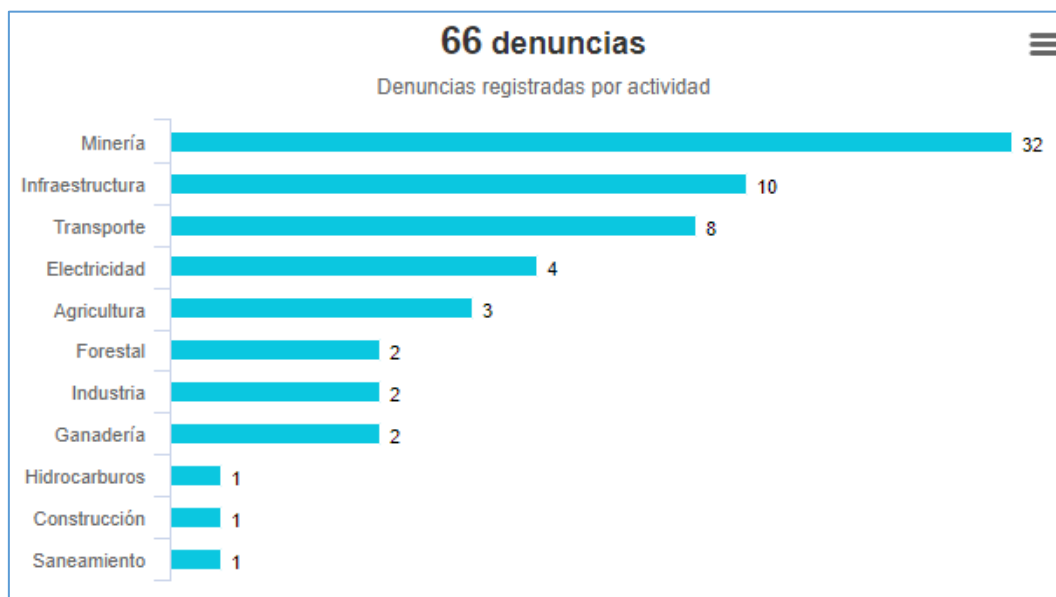 66 denuncias
Denuncias registradas por actividad
Minería 32
Infraestructura 10
Transporte 8
Electricidad 4
Agricultura 3
Forestal 2
Industria 2
Ganadería 2
Hidrocarburos 1
Construcción 1
Saneamiento 1